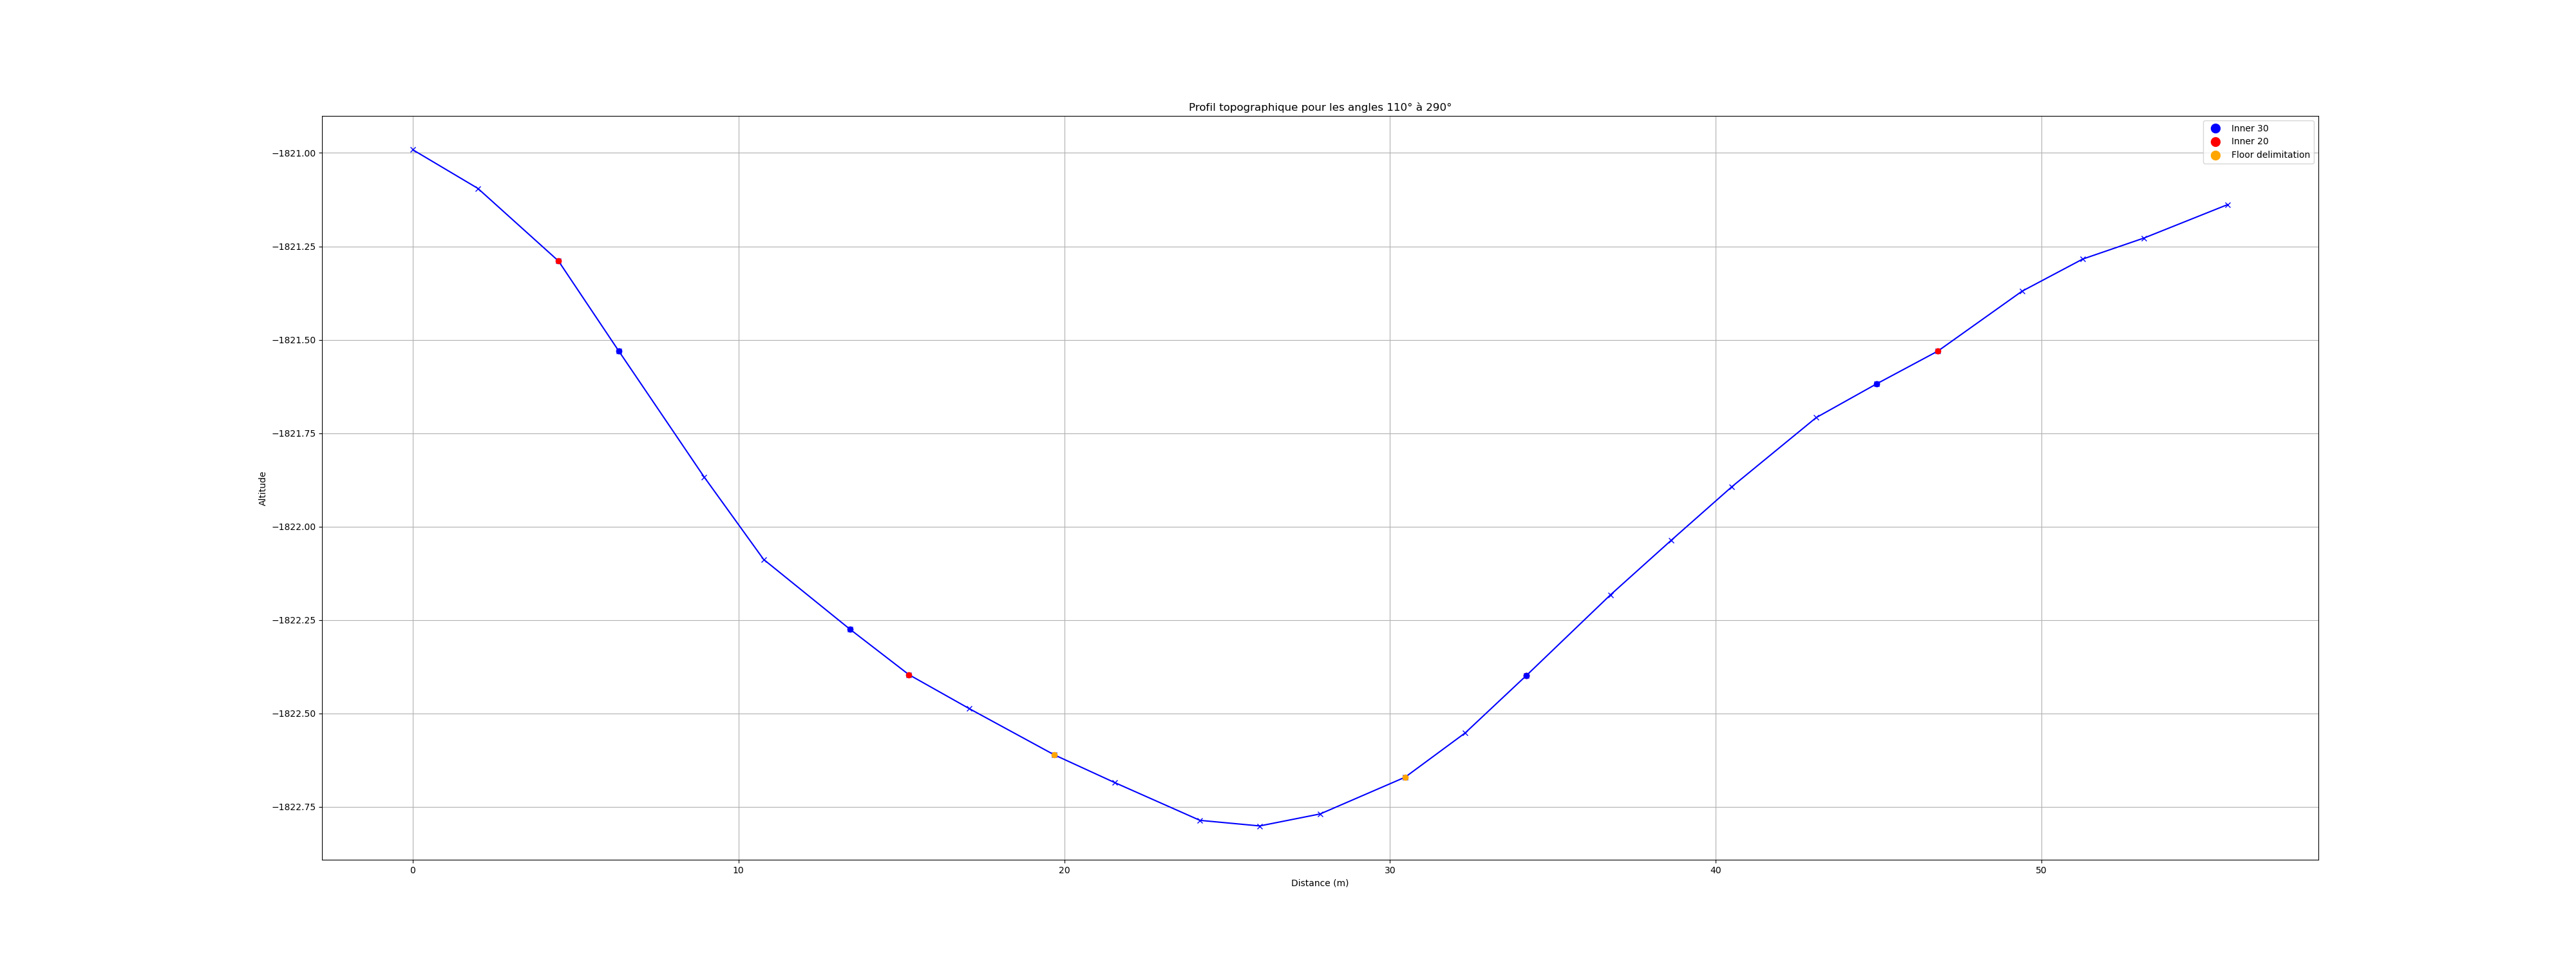 Profil topographique pour les angles 110° à 290°
Inner 30
Inner 20
Floor delimitation
−1821.00
−1821.25
−1821.50
−1821.75
−1822.00
−1822.25
−1822.50
−1822.75
Altitude
0 10 20 30 40 50
Distance (m)